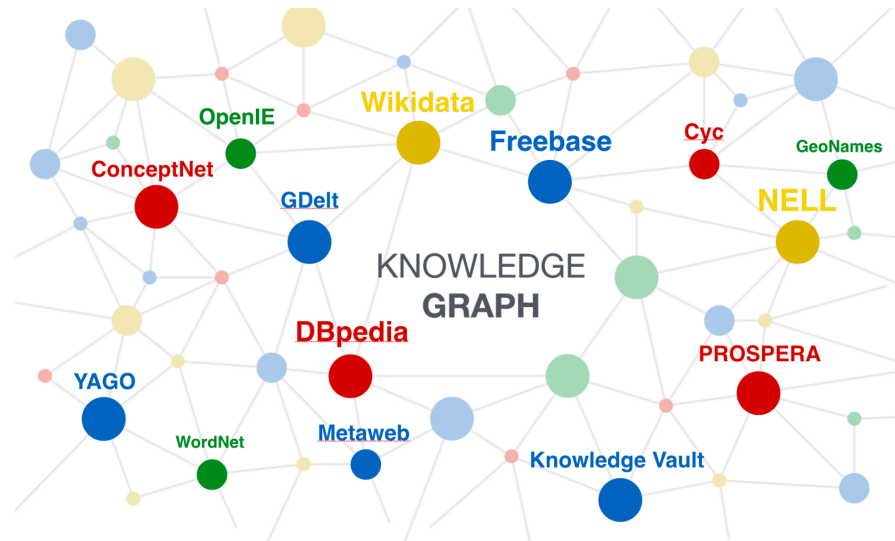 Wikidata
OpenIE
Freebase
Cyc
GeoNames
ConceptNet
GDelt
NELL
KNOWLEDGE
GRAPH
DBpedia
PROSPERA
YAGO
WordNet
Metaweb
Knowledge Vault